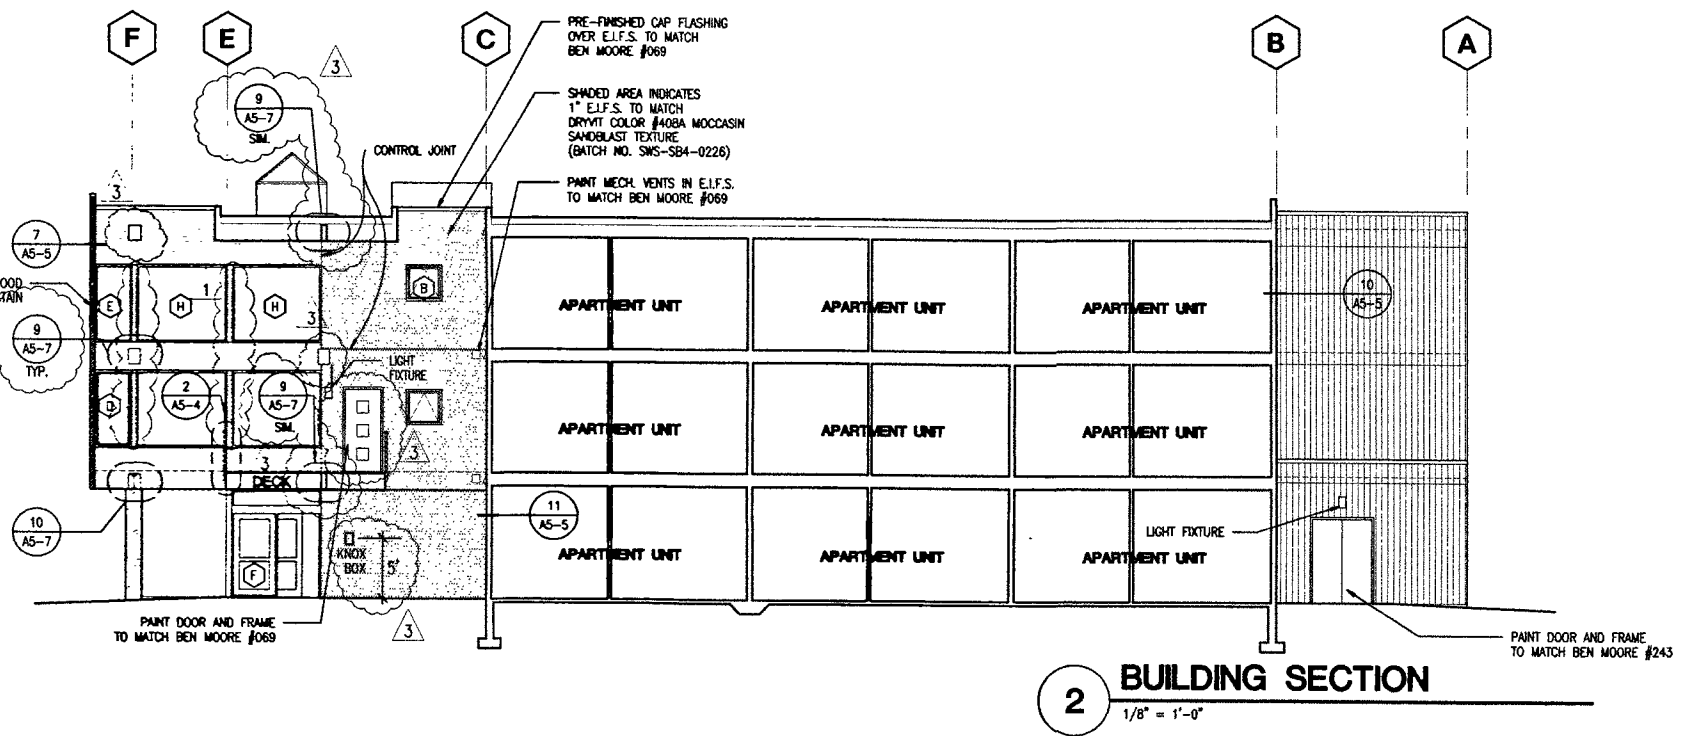 F
E
C
B
A
PRE-FINISHED CAP FLASHING
OVER E.I.F.S. TO MATCH
BEN MOORE #069
3
9
A5-7
SIM.
SHADED AREA INDICATES
1" E.I.F.S. TO MATCH
DRYVIT COLOR #408A MOCCASIN
SANDBLAST TEXTURE
(BATCH NO. SWS-SB4-0226)
CONTROL JOINT
PAINT MECH. VENTS IN E.I.F.S.
TO MATCH BEN MOORE #069
3
7
A5-5
OOD
TAIN
E
H
1
H
3
B
APARTMENT UNIT
APARTMENT UNIT
APARTMENT UNIT
10
A5-5
9
A5-7
TYP.
LIGHT
FIXTURE
D
2
A5-4
9
A5-7
SIM.
APARTMENT UNIT
APARTMENT UNIT
APARTMENT UNIT
3
3
DECK
10
A5-7
11
A5-5
F
KNOX
BOX
5'
APARTMENT UNIT
APARTMENT UNIT
APARTMENT UNIT
LIGHT FIXTURE
PAINT DOOR AND FRAME
TO MATCH BEN MOORE #069
3
PAINT DOOR AND FRAME
TO MATCH BEN MOORE #243
2
BUILDING SECTION
1/8" = 1'-0"